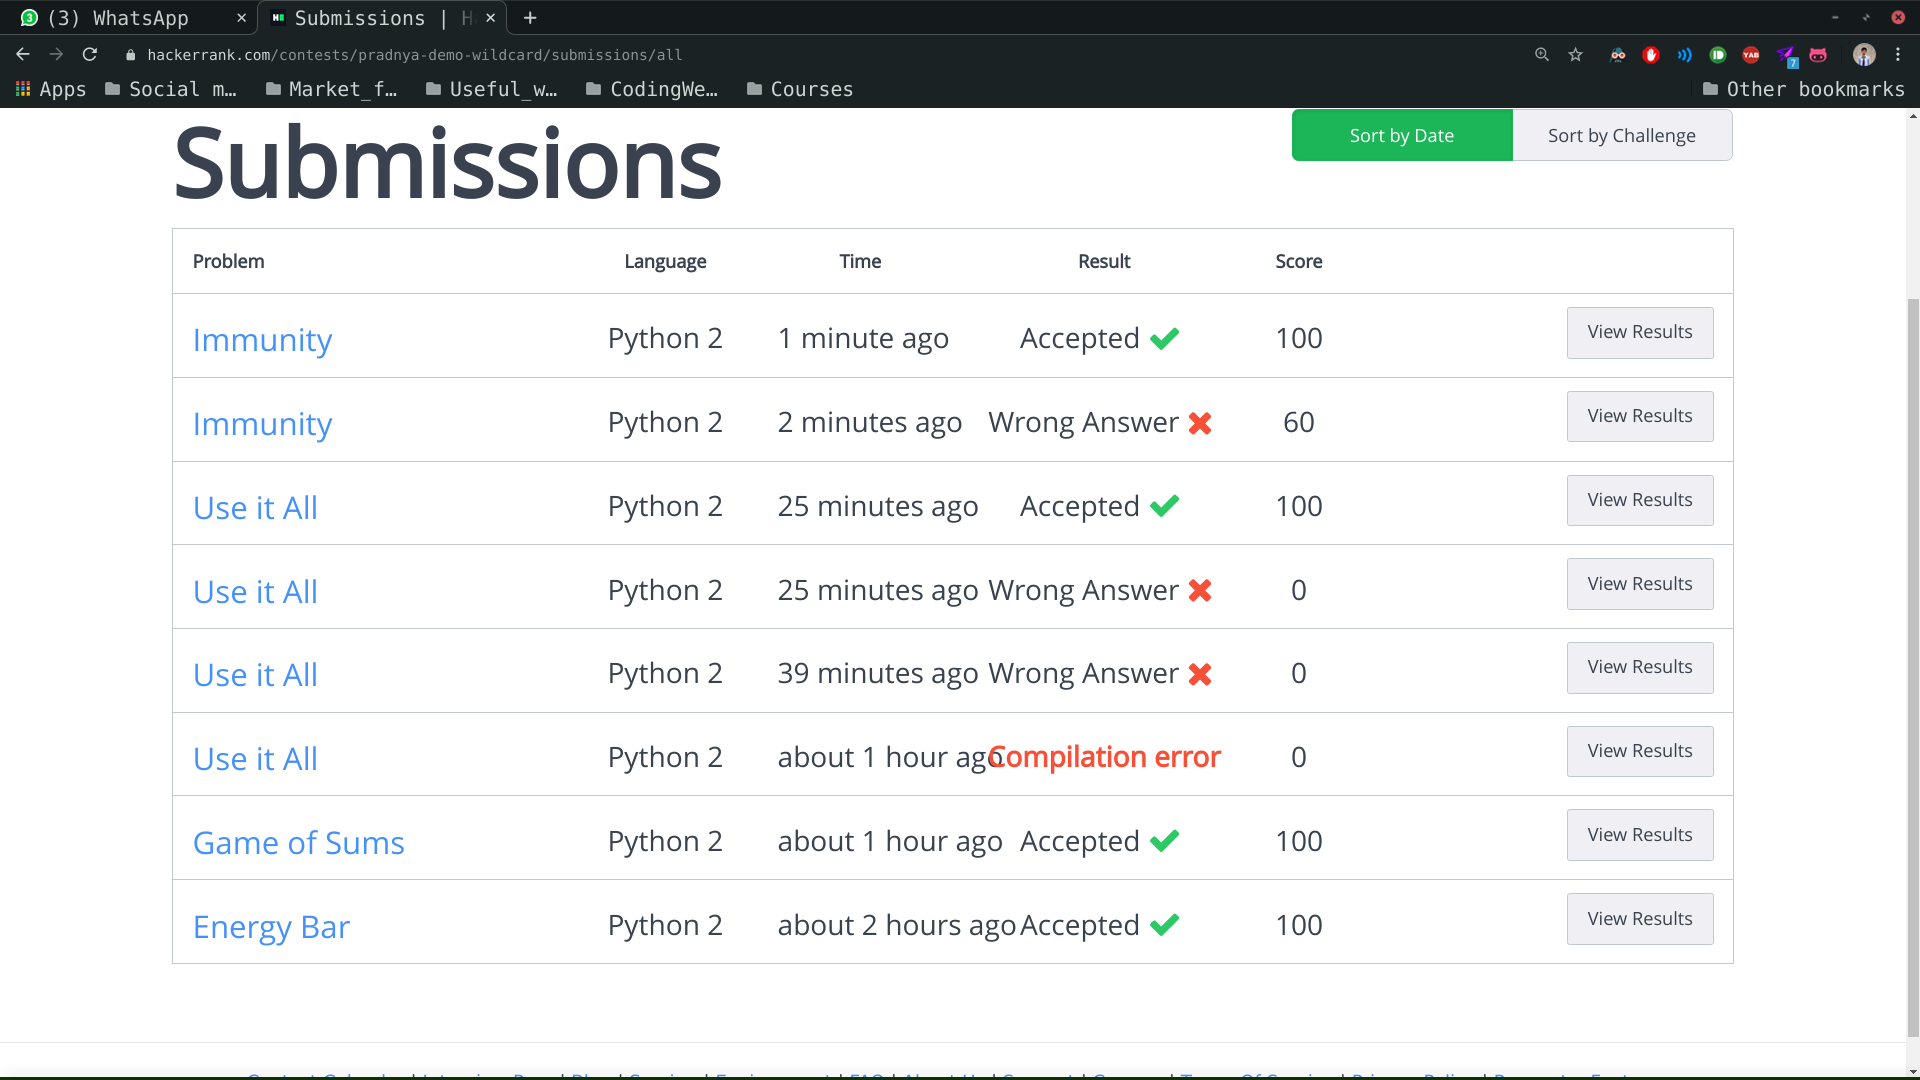 (3) WhatsApp
Submissions | H
hackerrank.com/contests/pradnya-demo-wildcard/submissions/all
YAB
7
Apps
Social m…
Market_f…
Useful_w…
CodingWe…
Courses
Other bookmarks
Submissions
Sort by Date
Sort by Challenge
Problem Language Time Result Score
Immunity Python 2 1 minute ago Accepted 100 View Results
Immunity Python 2 2 minutes ago Wrong Answer 60 View Results
Use it All Python 2 25 minutes ago Accepted 100 View Results
Use it All Python 2 25 minutes ago Wrong Answer 0 View Results
Use it All Python 2 39 minutes ago Wrong Answer 0 View Results
Use it All Python 2 about 1 hour ago Compilation error 0 View Results
Game of Sums Python 2 about 1 hour ago Accepted 100 View Results
Energy Bar Python 2 about 2 hours ago Accepted 100 View Results